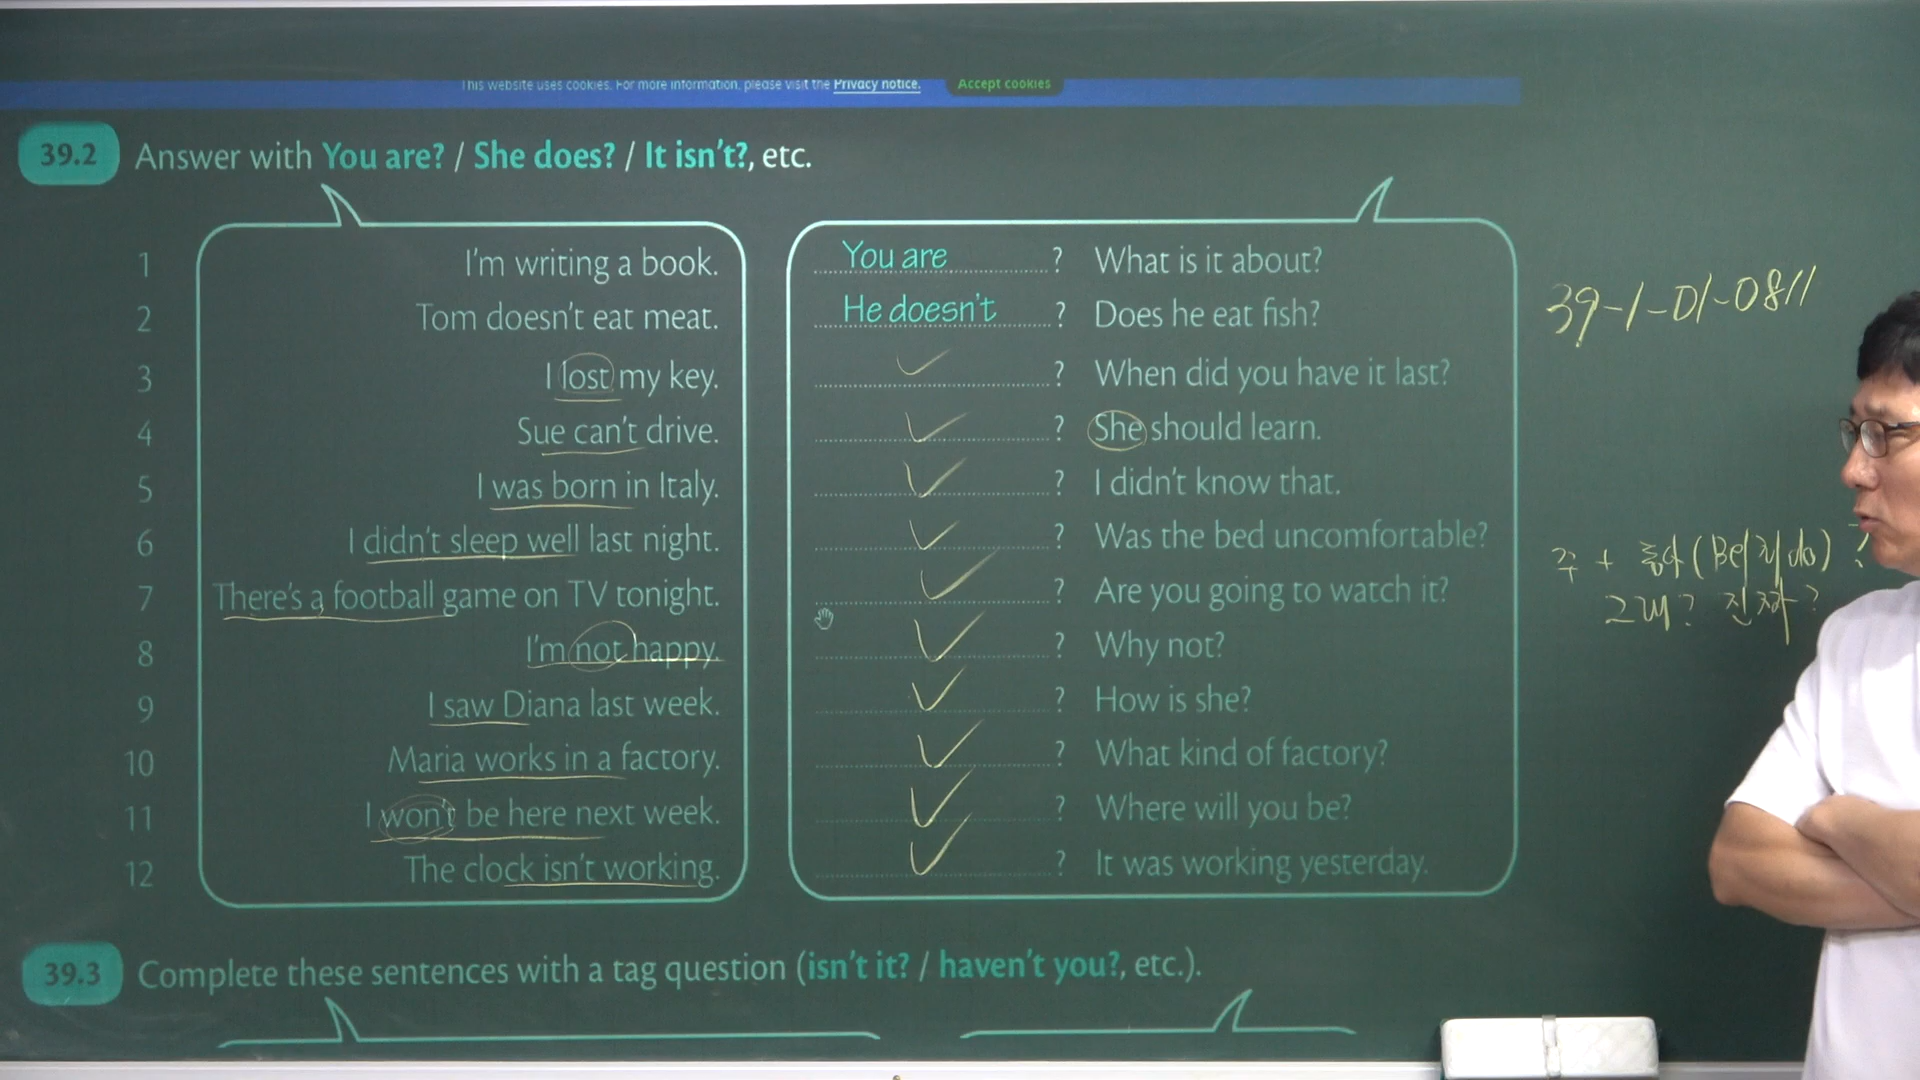 This website uses cookies. For more information, please visit the Privacy notice. Accept cookies
39.2 Answer with You are? / She does? / It isn't?, etc.
1 I'm writing a book. You are ? What is it about?
2 Tom doesn't eat meat. He doesn't ? Does he eat fish?
3 I lost my key. ? When did you have it last?
4 Sue can't drive. ? She should learn.
5 I was born in Italy. ? I didn't know that.
6 I didn't sleep well last night. ? Was the bed uncomfortable?
7 There's a football game on TV tonight. ? Are you going to watch it?
8 I'm not happy. ? Why not?
9 I saw Diana last week. ? How is she?
10 Maria works in a factory. ? What kind of factory?
11 I won't be here next week. ? Where will you be?
12 The clock isn't working. ? It was working yesterday.
39-1-01-0811
주 + 동사 (Be/조/do) ?
그래? 진짜?
39.3 Complete these sentences with a tag question (isn't it? / haven't you?, etc.).